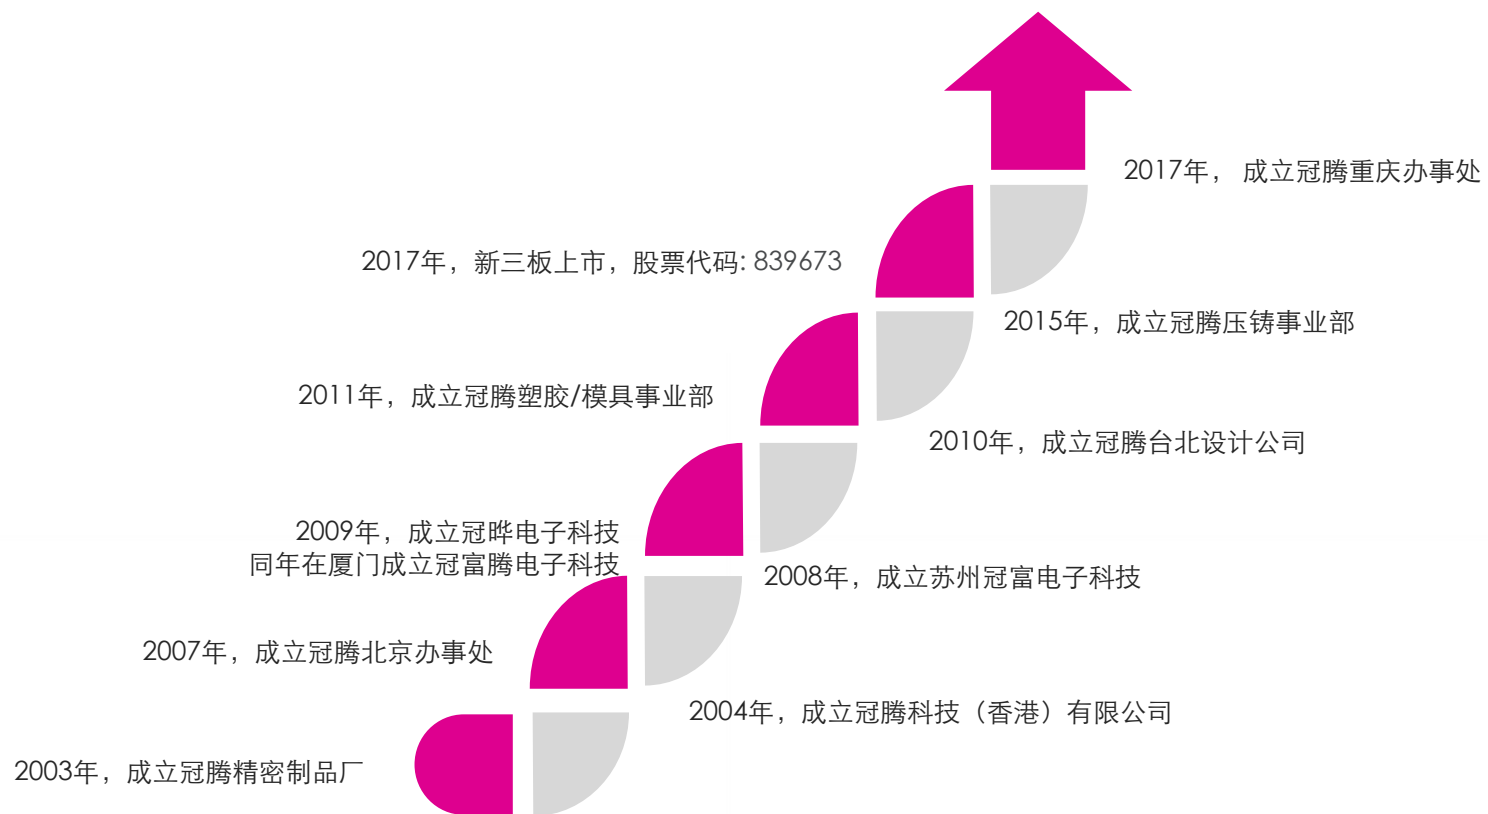 2017年， 成立冠腾重庆办事处
2017年，新三板上市，股票代码: 839673
2015年，成立冠腾压铸事业部
2011年，成立冠腾塑胶/模具事业部
2010年，成立冠腾台北设计公司
2009年，成立冠晔电子科技
同年在厦门成立冠富腾电子科技
2008年，成立苏州冠富电子科技
2007年，成立冠腾北京办事处
2004年，成立冠腾科技（香港）有限公司
2003年，成立冠腾精密制品厂